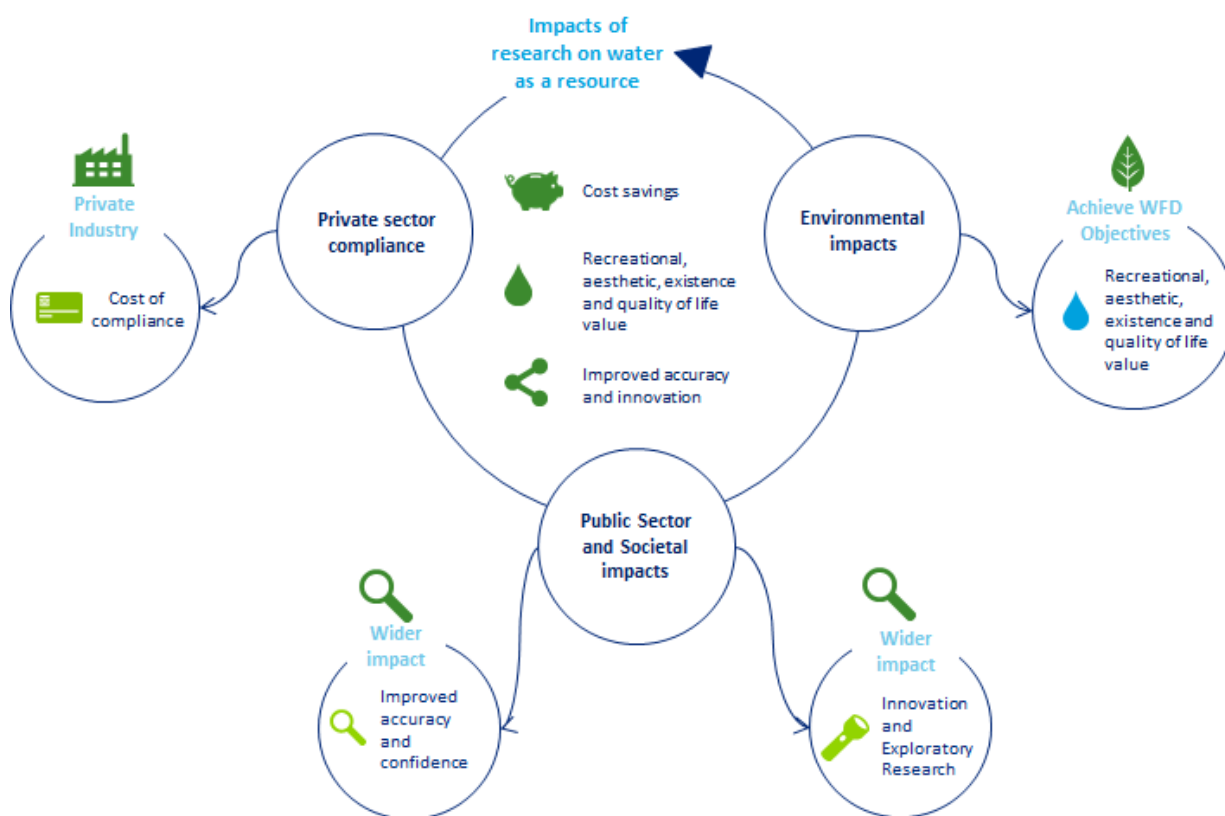 Impacts of
research on water
as a resource
Private
Industry
Cost of
compliance
Private sector
compliance
Cost savings
Recreational,
aesthetic, existence
and quality of life
value
Improved accuracy
and innovation
Environmental
impacts
Achieve WFD
Objectives
Recreational,
aesthetic,
existence and
quality of life
value
Public Sector
and Societal
impacts
Wider
impact
Improved
accuracy
and
confidence
Wider
impact
Innovation
and
Exploratory
Research